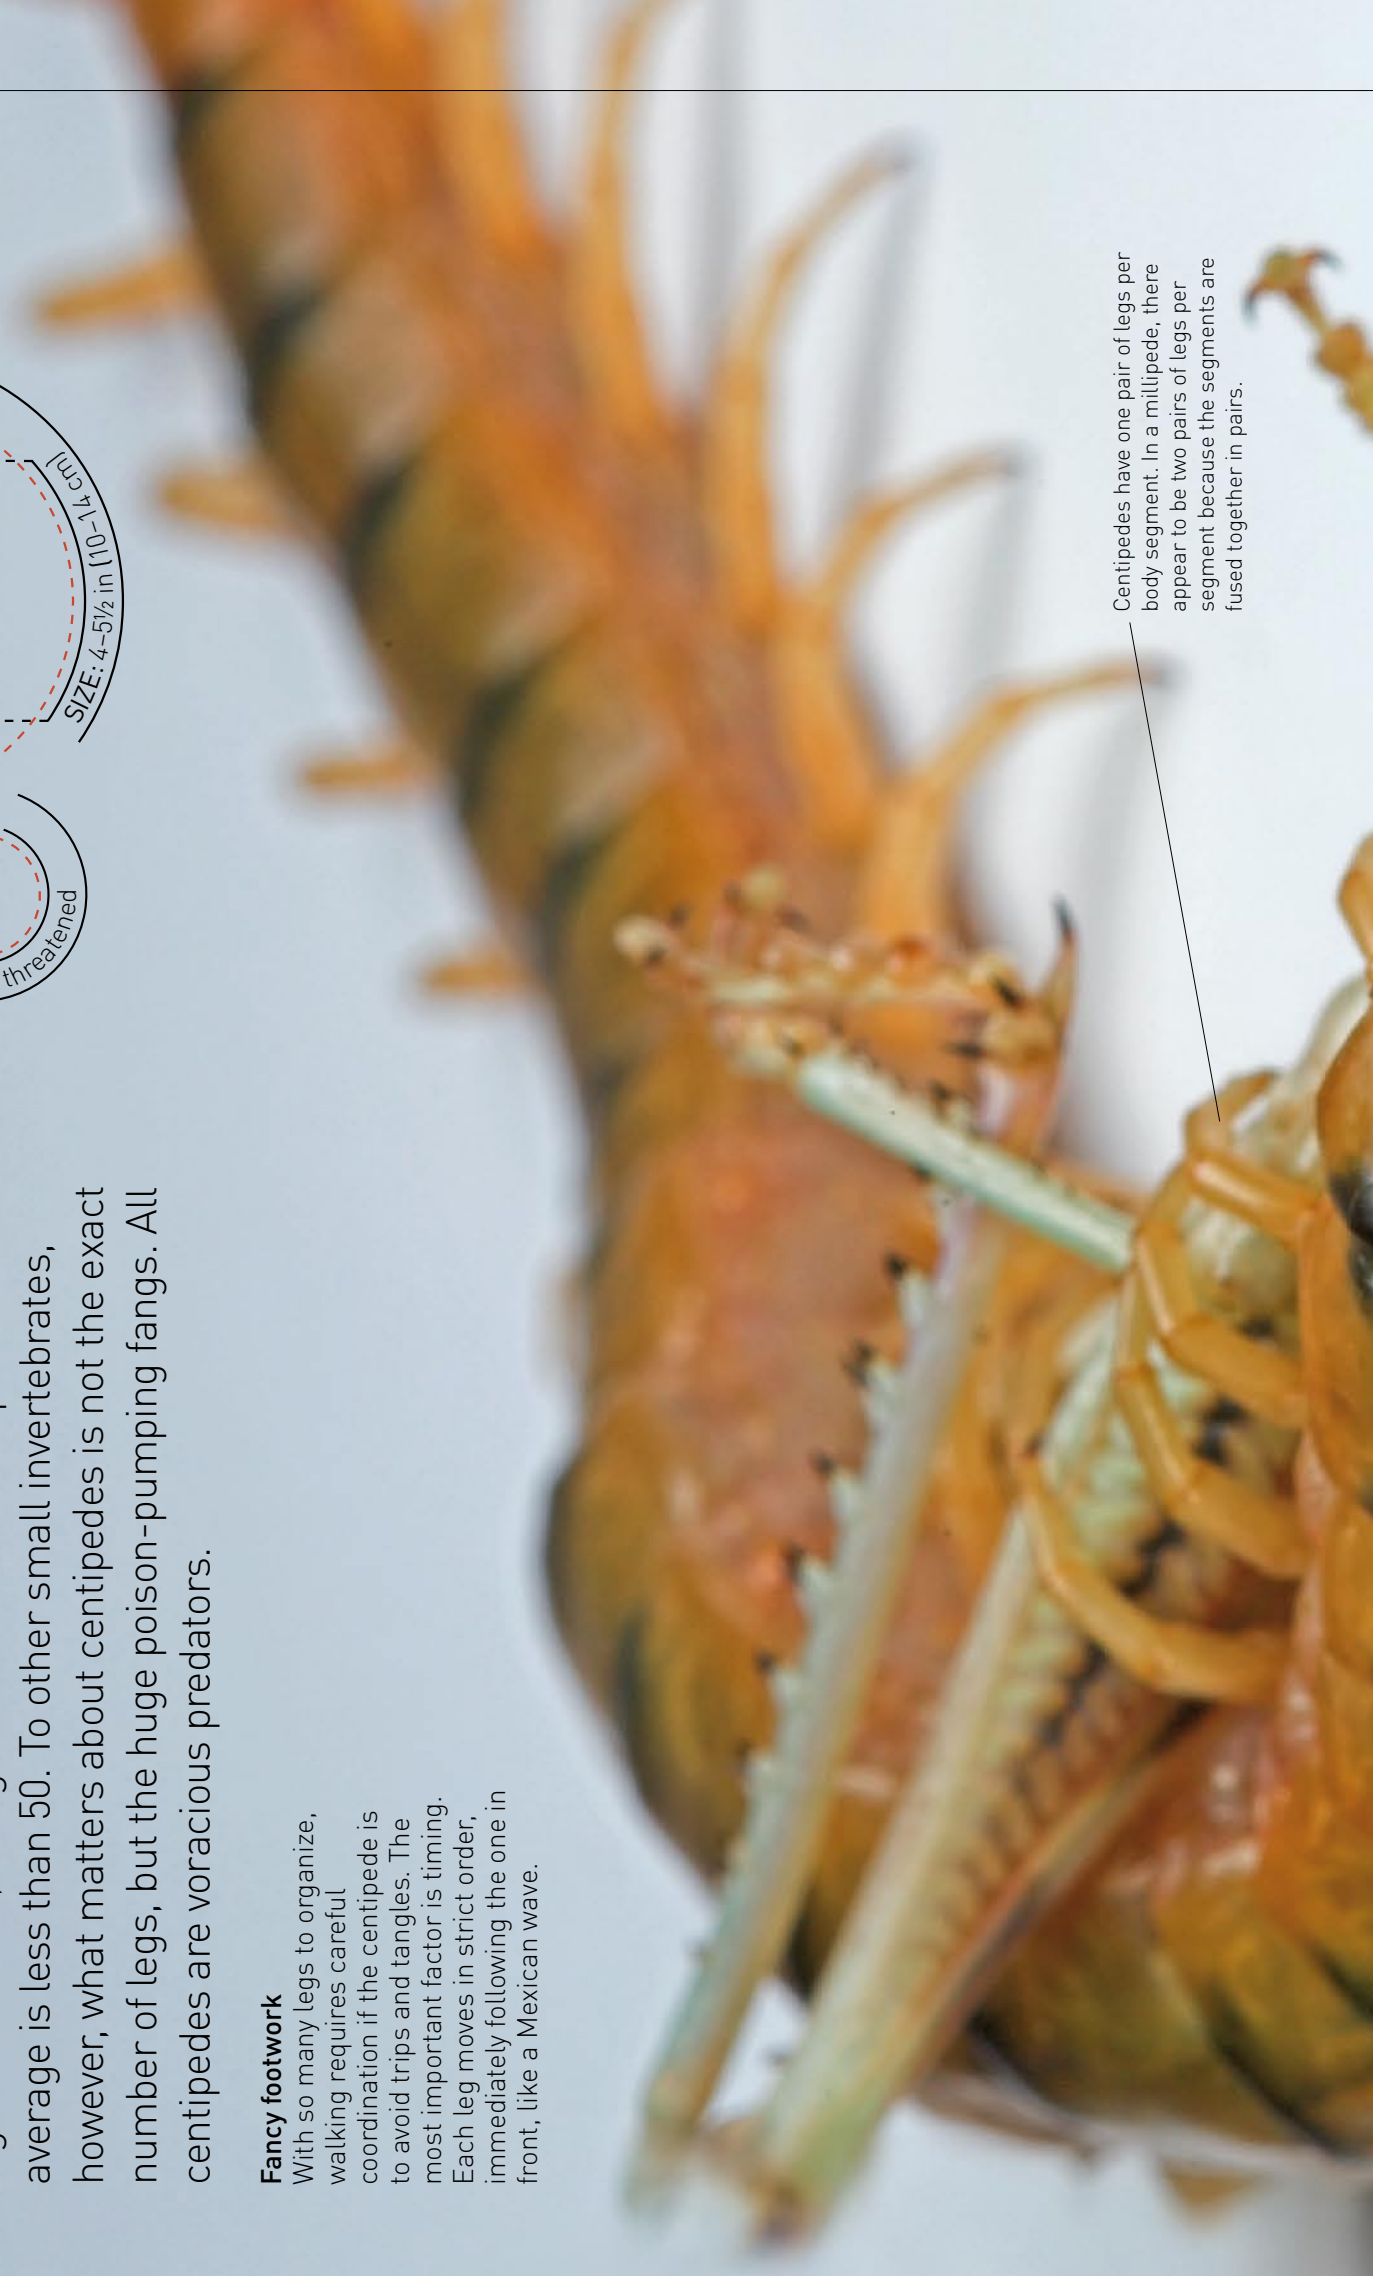 average is less than 50. To other small invertebrates,
however, what matters about centipedes is not the exact
number of legs, but the huge poison-pumping fangs. All
centipedes are voracious predators.
Fancy footwork
With so many legs to organize,
walking requires careful
coordination if the centipede is
to avoid trips and tangles. The
most important factor is timing.
Each leg moves in strict order,
immediately following the one in
front, like a Mexican wave.
threatened
SIZE: 4–5½ in (10–14 cm)
Centipedes have one pair of legs per
body segment. In a millipede, there
appear to be two pairs of legs per
segment because the segments are
fused together in pairs.